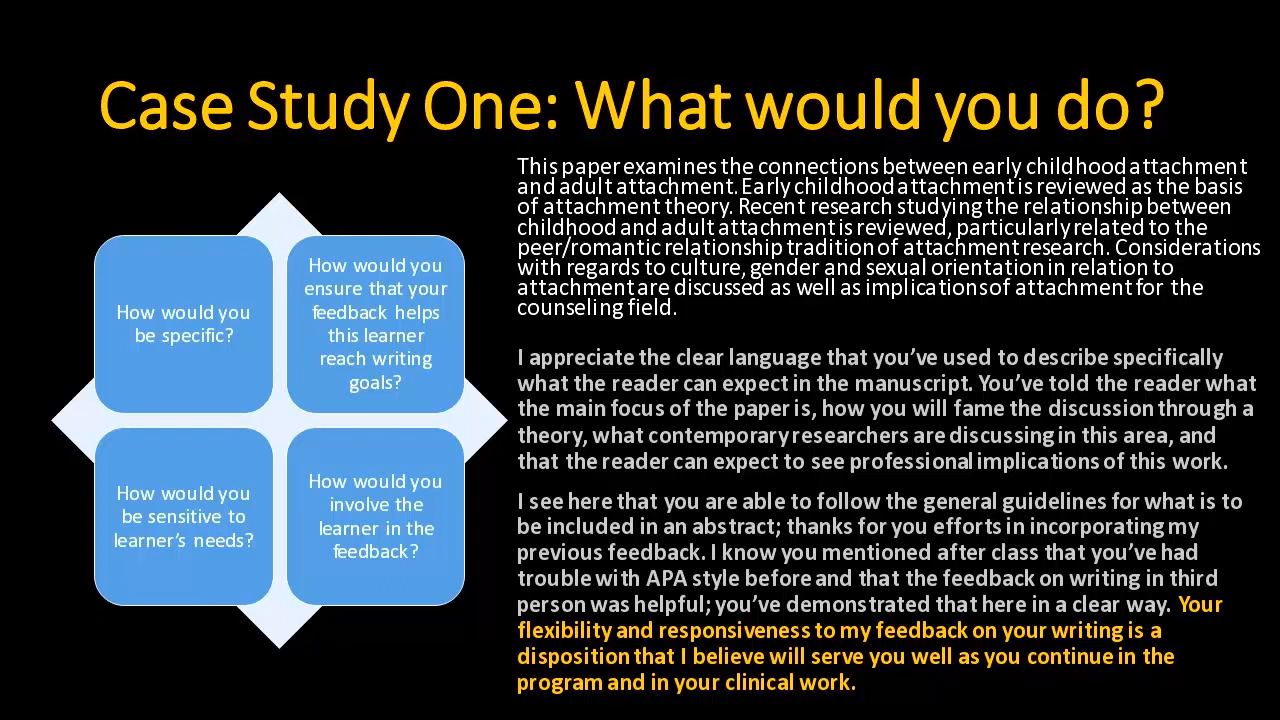 Case Study One: What would you do?
How would you
be specific?
How would you
ensure that your
feedback helps
this learner
reach writing
goals?
How would you
be sensitive to
learner's needs?
How would you
involve the
learner in the
feedback?
This paper examines the connections between early childhood attachment
and adult attachment. Early childhood attachment is reviewed as the basis
of attachment theory. Recent research studying the relationship between
childhood and adult attachment is reviewed, particularly related to the
peer/romantic relationship tradition of attachment research. Considerations
with regards to culture, gender and sexual orientation in relation to
attachment are discussed as well as implications of attachment for the
counseling field.
I appreciate the clear language that you've used to describe specifically
what the reader can expect in the manuscript. You've told the reader what
the main focus of the paper is, how you will fame the discussion through a
theory, what contemporary researchers are discussing in this area, and
that the reader can expect to see professional implications of this work.
I see here that you are able to follow the general guidelines for what is to
be included in an abstract; thanks for you efforts in incorporating my
previous feedback. I know you mentioned after class that you've had
trouble with APA style before and that the feedback on writing in third
person was helpful; you've demonstrated that here in a clear way. Your
flexibility and responsiveness to my feedback on your writing is a
disposition that I believe will serve you well as you continue in the
program and in your clinical work.